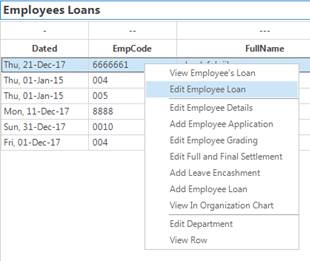 Employees Loans
- -- ---
Dated EmpCode FullName
Thu, 21-Dec-17 6666661
Thu, 01-Jan-15 004
Thu, 01-Jan-15 005
Mon, 11-Dec-17 8888
Sun, 31-Dec-17 0010
Fri, 01-Dec-17 004
View Employee's Loan
Edit Employee Loan
Edit Employee Details
Add Employee Application
Edit Employee Grading
Edit Full and Final Settlement
Add Leave Encashment
Add Employee Loan
View In Organization Chart
Edit Department
View Row